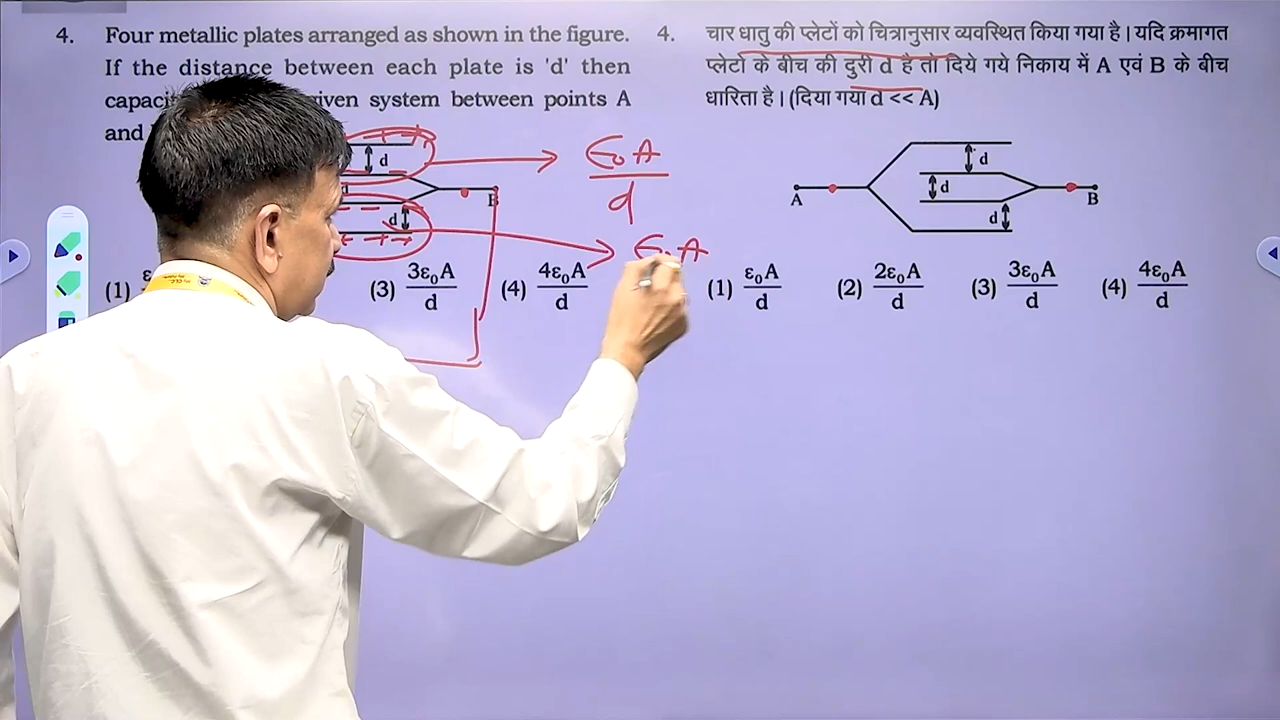 4. Four metallic plates arranged as shown in the figure.
If the distance between each plate is 'd' then
given system between points A
and
d
d
B
(1)
(3) 3ε₀A/d
(4) 4ε₀A/d
ε₀A/d
ε₀A
4. चार धातु की प्लेटों को चित्रानुसार व्यवस्थित किया गया है। यदि क्रमागत
प्लेटो के बीच की दुरी d है तो दिये गये निकाय में A एवं B के बीच
धारिता है। (दिया गया d << A)
d
d
A
B
d
(1) ε₀A/d
(2) 2ε₀A/d
(3) 3ε₀A/d
(4) 4ε₀A/d